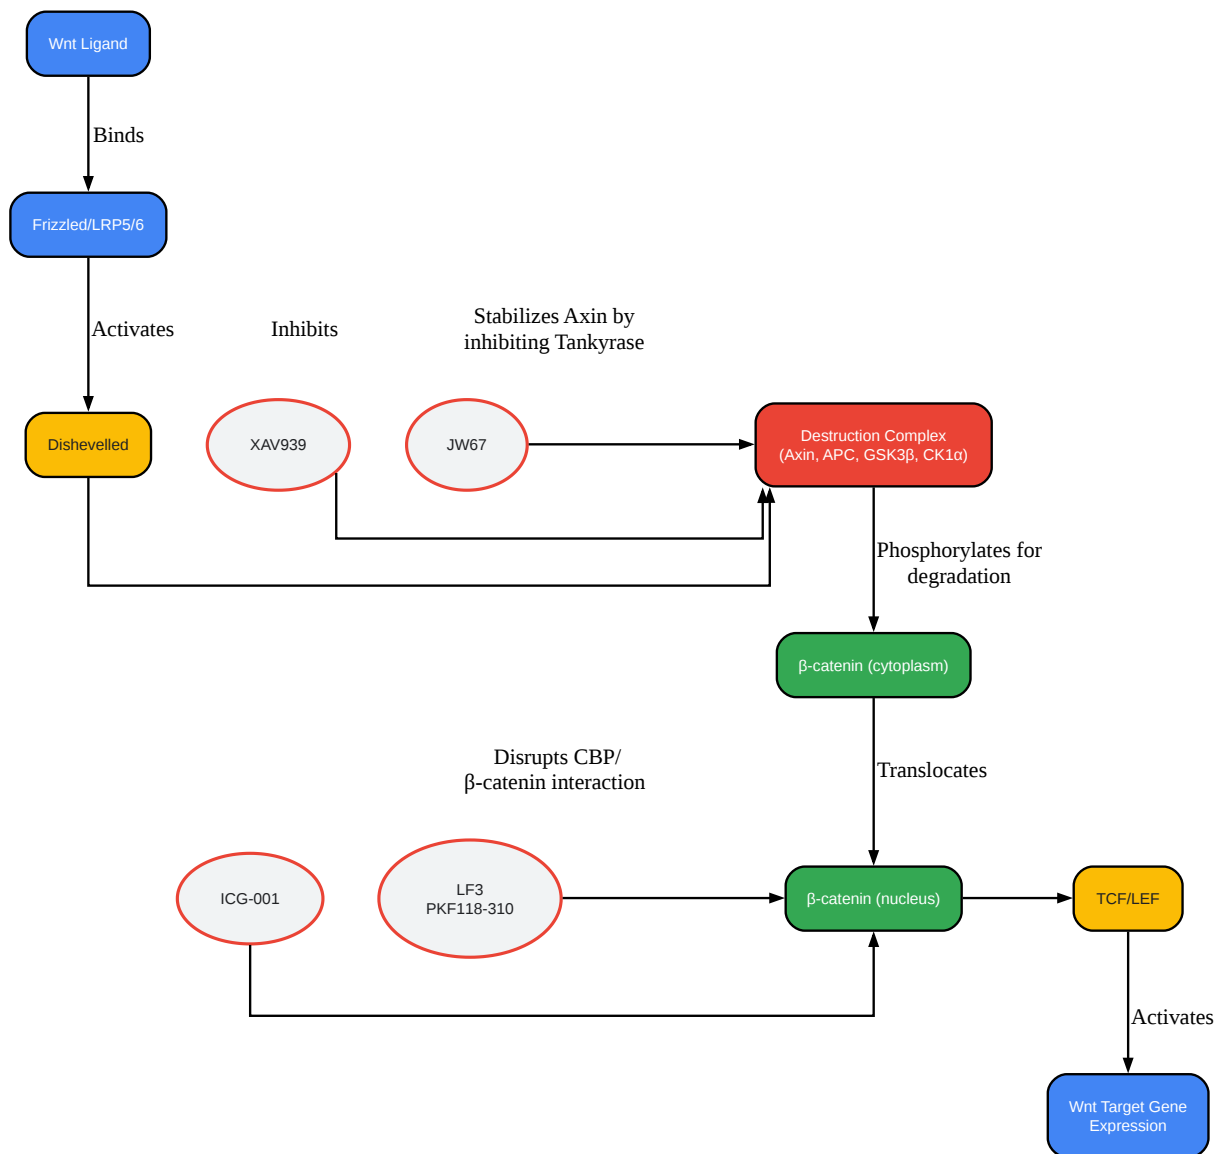 Wnt Ligand
Binds
Frizzled/LRP5/6
Activates
Inhibits
Stabilizes Axin by
inhibiting Tankyrase
Dishevelled
XAV939
JW67
Destruction Complex
(Axin, APC, GSK3β, CK1α)
Phosphorylates for
degradation
β-catenin (cytoplasm)
Disrupts CBP/
β-catenin interaction
Translocates
ICG-001
LF3
PKF118-310
β-catenin (nucleus)
TCF/LEF
Activates
Wnt Target Gene
Expression